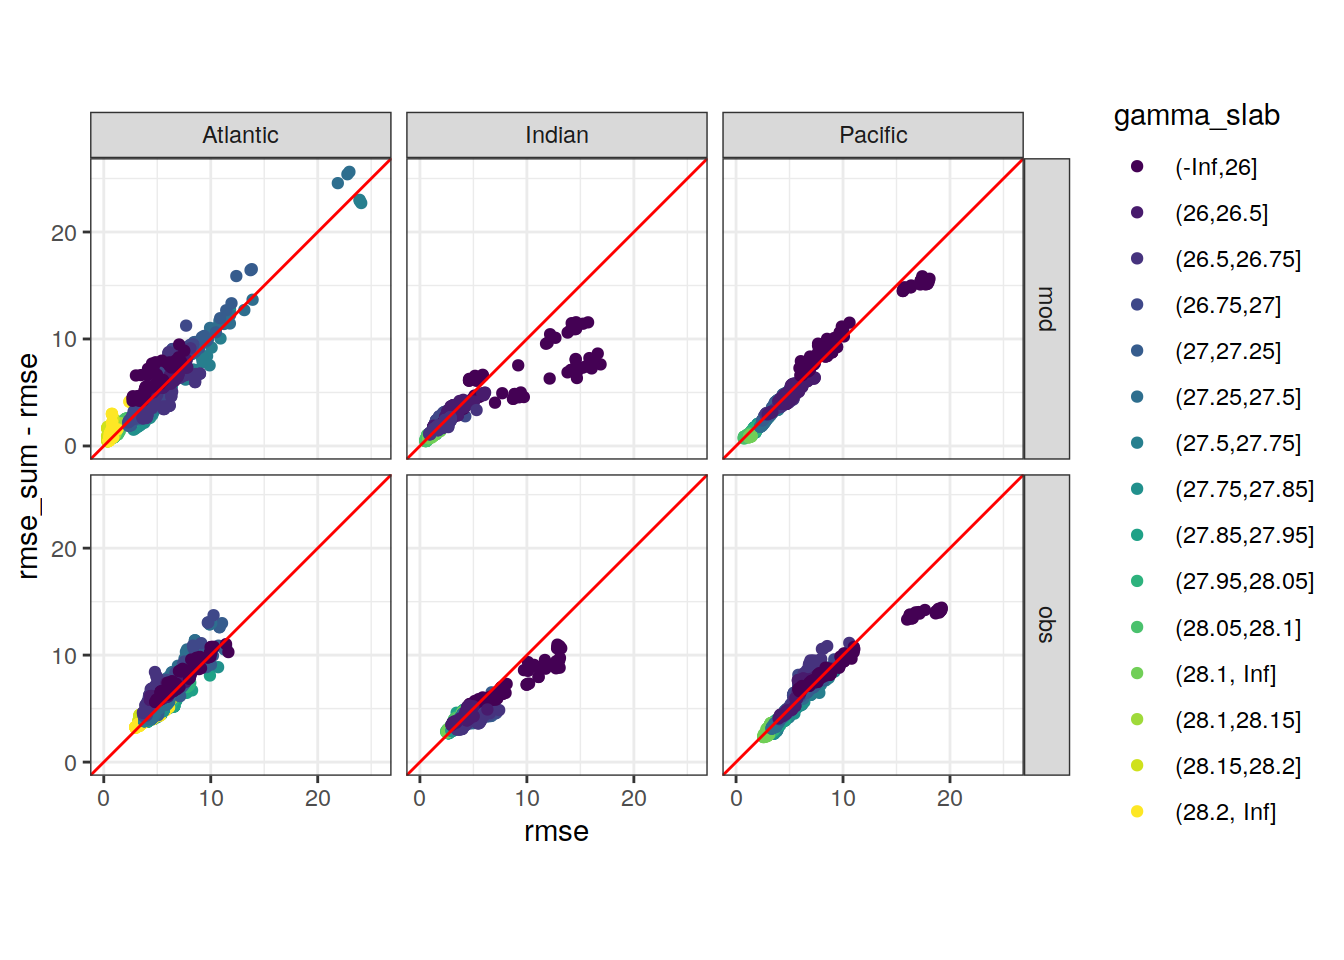 Atlantic
Indian
Pacific
mod
obs
20
10
0
20
10
0
0
10
20
0
10
20
0
10
20
rmse
rmse_sum - rmse
gamma_slab
(-Inf,26]
(26,26.5]
(26.5,26.75]
(26.75,27]
(27,27.25]
(27.25,27.5]
(27.5,27.75]
(27.75,27.85]
(27.85,27.95]
(27.95,28.05]
(28.05,28.1]
(28.1, Inf]
(28.1,28.15]
(28.15,28.2]
(28.2, Inf]